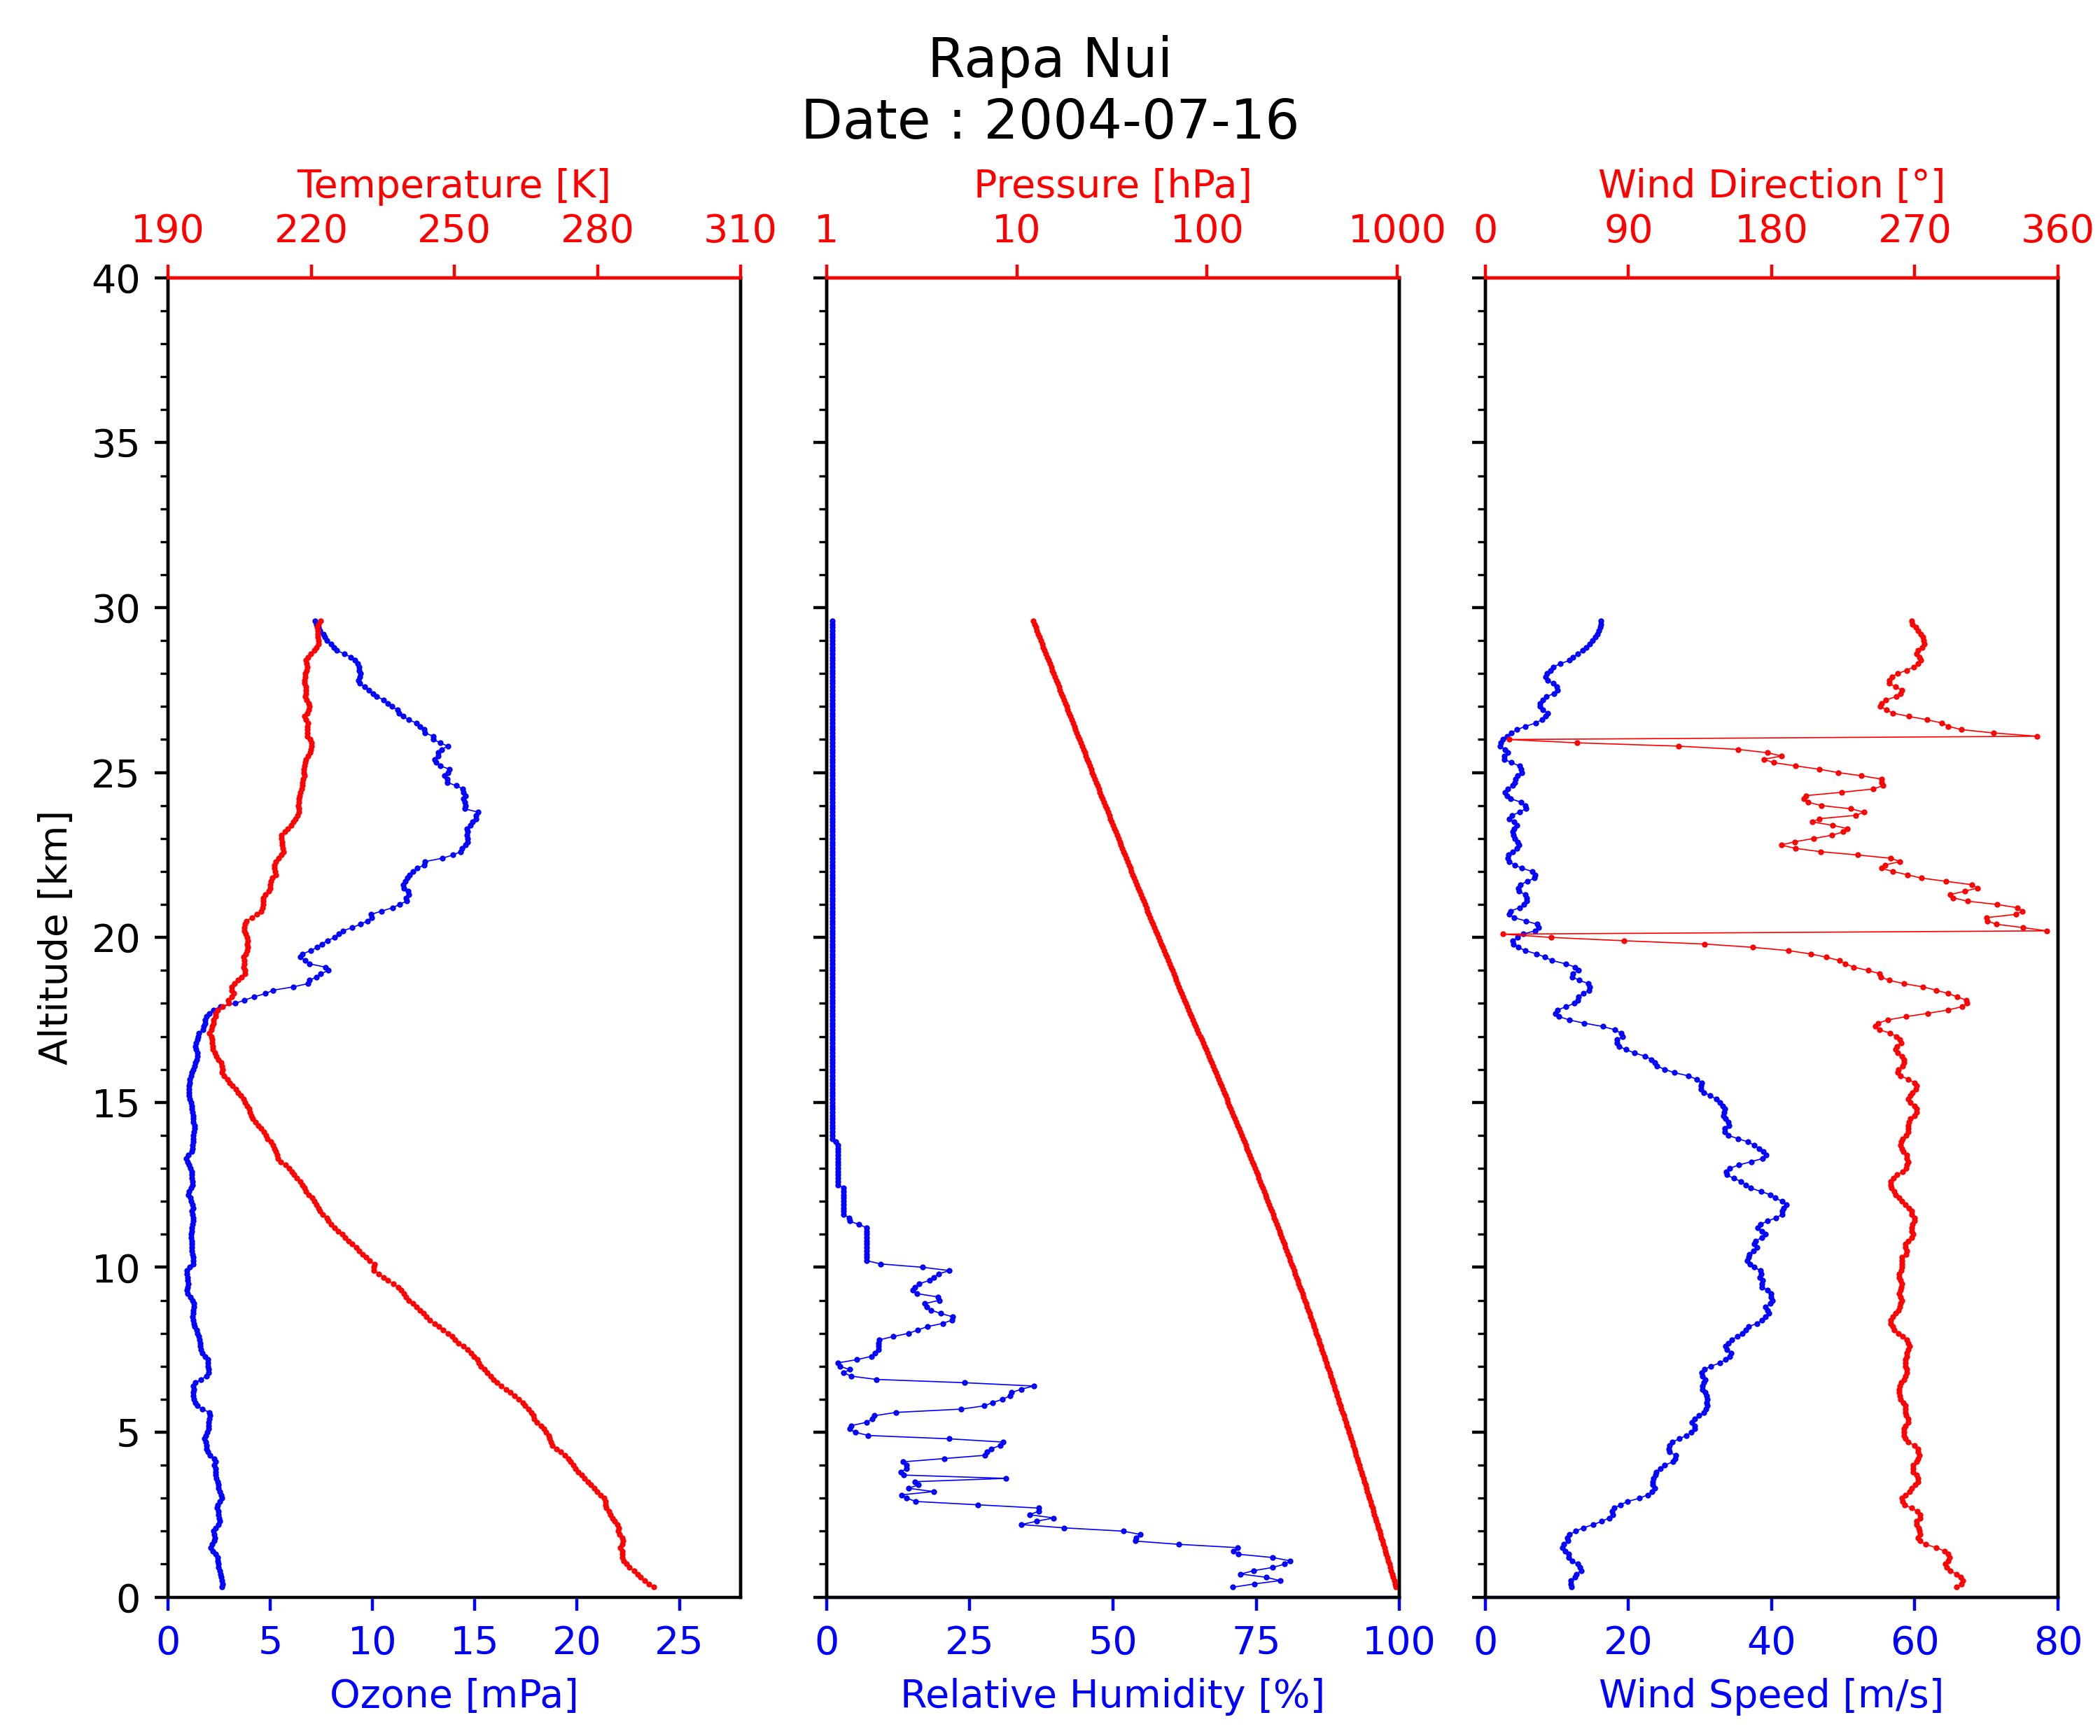 Rapa Nui
Date : 2004-07-16
Temperature [K] Pressure [hPa] Wind Direction [°]
190 220 250 280 310 1 10 100 1000 0 90 180 270 360
40
35
30
25
20
15
10
5
0
Altitude [km]
0 5 10 15 20 25 0 25 50 75 100 0 20 40 60 80
Ozone [mPa] Relative Humidity [%] Wind Speed [m/s]